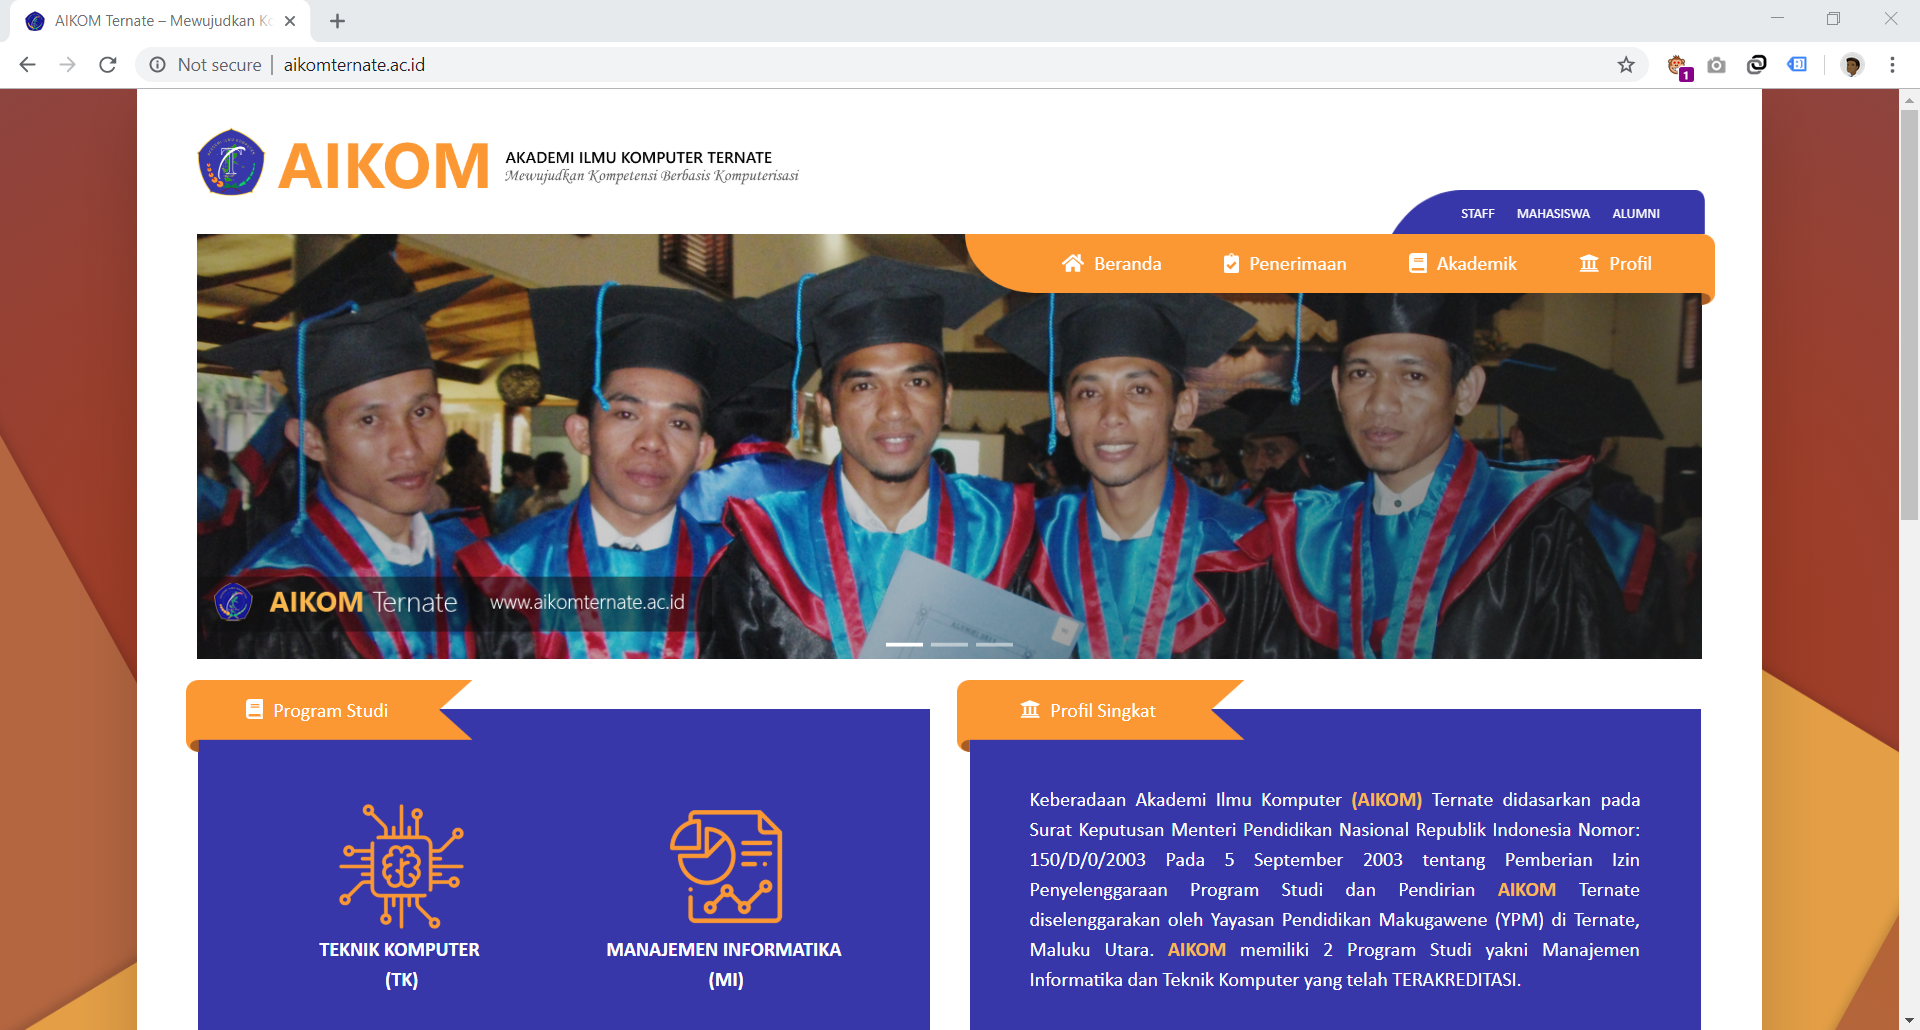 AIKOM Ternate – Mewujudkan
Not secure | aikomternate.ac.id
1
AIKOM
AKADEMI ILMU KOMPUTER TERNATE
Mewujudkan Kompetensi Berbasis Komputerisasi
STAFF MAHASISWA ALUMNI
Beranda Penerimaan Akademik Profil
AIKOM Ternate www.aikomternate.ac.id
Program Studi
TEKNIK KOMPUTER
(TK)
MANAJEMEN INFORMATIKA
(MI)
Profil Singkat
Keberadaan Akademi Ilmu Komputer (AIKOM) Ternate didasarkan pada
Surat Keputusan Menteri Pendidikan Nasional Republik Indonesia Nomor:
150/D/0/2003 Pada 5 September 2003 tentang Pemberian Izin
Penyelenggaraan Program Studi dan Pendirian AIKOM Ternate
diselenggarakan oleh Yayasan Pendidikan Makugawene (YPM) di Ternate,
Maluku Utara. AIKOM memiliki 2 Program Studi yakni Manajemen
Informatika dan Teknik Komputer yang telah TERAKREDITASI.